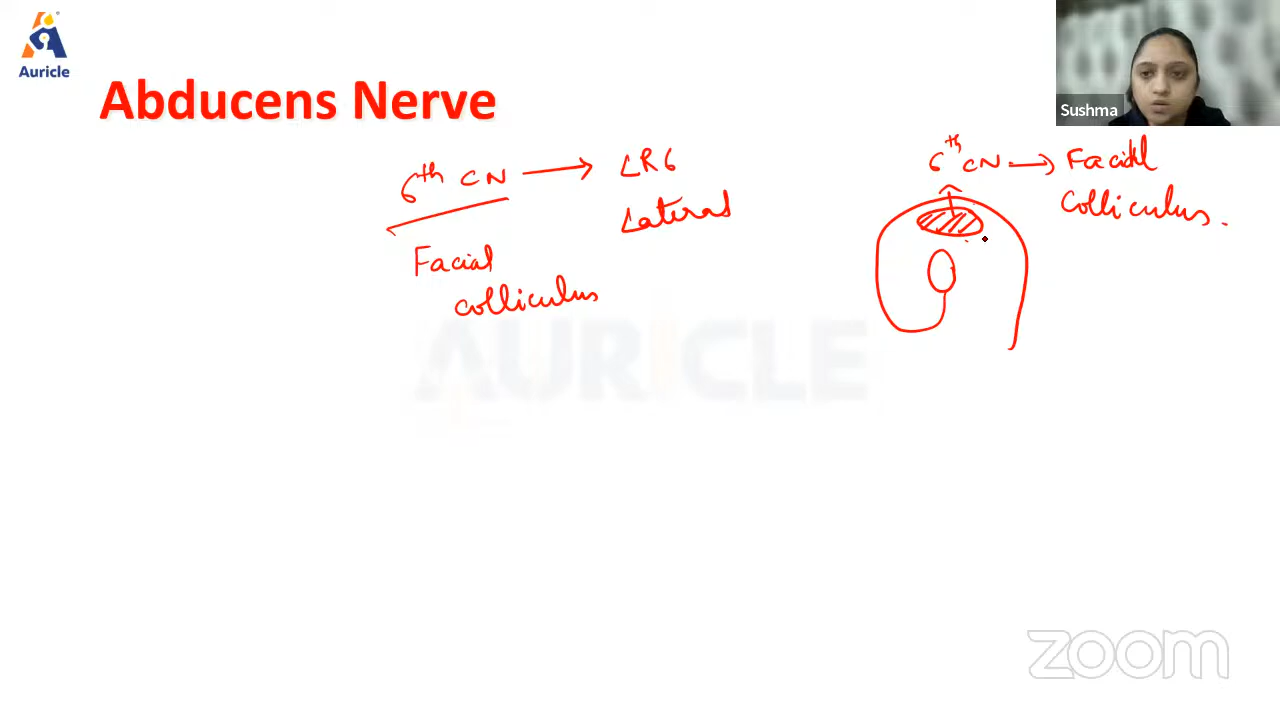 Auricle
Abducens Nerve
Sushma
6th CN → LR6
Lateral
Facial
colliculus
6th CN → Facial
Colliculus.
AURICLE
zoom